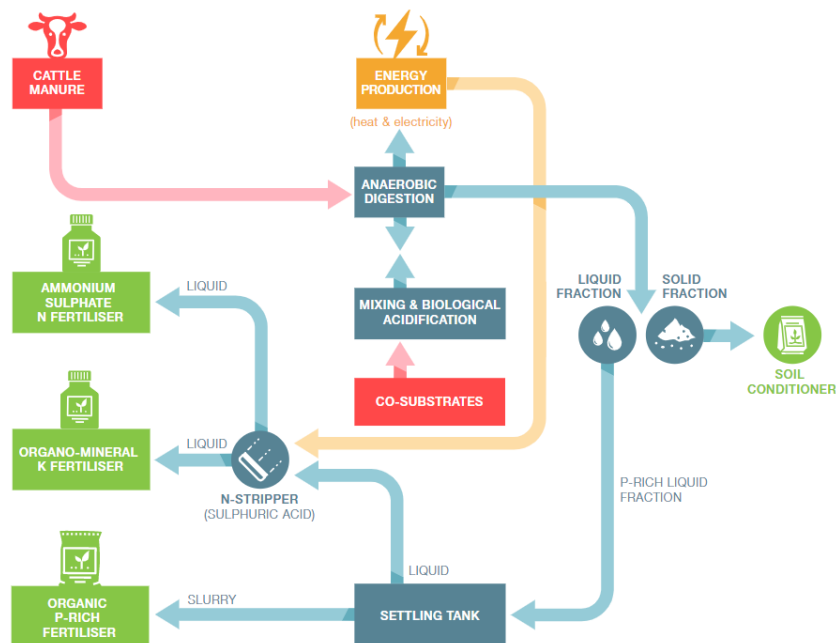 CATTLE
MANURE
ENERGY
PRODUCTION
(heat & electricity)
ANAEROBIC
DIGESTION
LIQUID
FRACTION
SOLID
FRACTION
AMMONIUM
SULPHATE
N FERTILISER
LIQUID
MIXING & BIOLOGICAL
ACIDIFICATION
SOIL
CONDITIONER
CO-SUBSTRATES
ORGANO-MINERAL
K FERTILISER
LIQUID
N-STRIPPER
(SULPHURIC ACID)
P-RICH LIQUID
FRACTION
LIQUID
ORGANIC
P-RICH
FERTILISER
SLURRY
SETTLING TANK